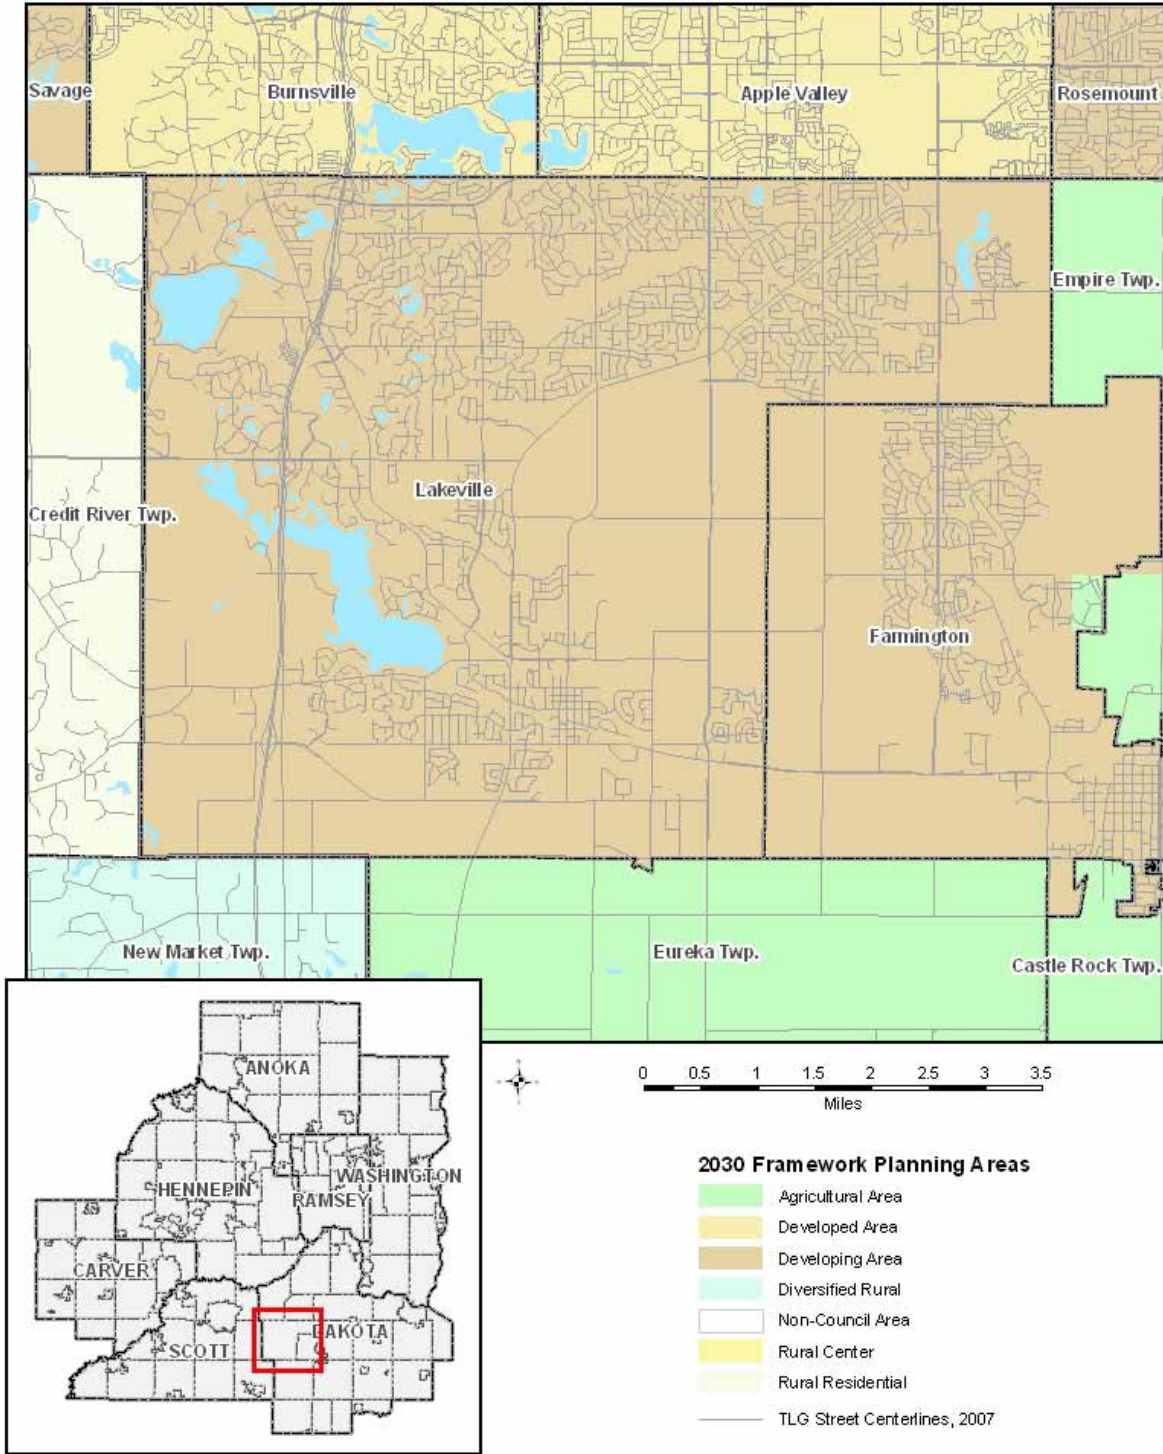 Savage
Burnsville
Apple Valley
Rosemount
Empire Twp.
Lakeville
Credit River Twp.
Farmington
New Market Twp.
Eureka Twp.
Castle Rock Twp.
ANOKA
HENNEPIN
WASHINGTON
RAMSEY
CARVER
SCOTT
DAKOTA
0 0.5 1 1.5 2 2.5 3 3.5
Miles
2030 Framework Planning Areas
Agricultural Area
Developed Area
Developing Area
Diversified Rural
Non-Council Area
Rural Center
Rural Residential
TLG Street Centerlines, 2007